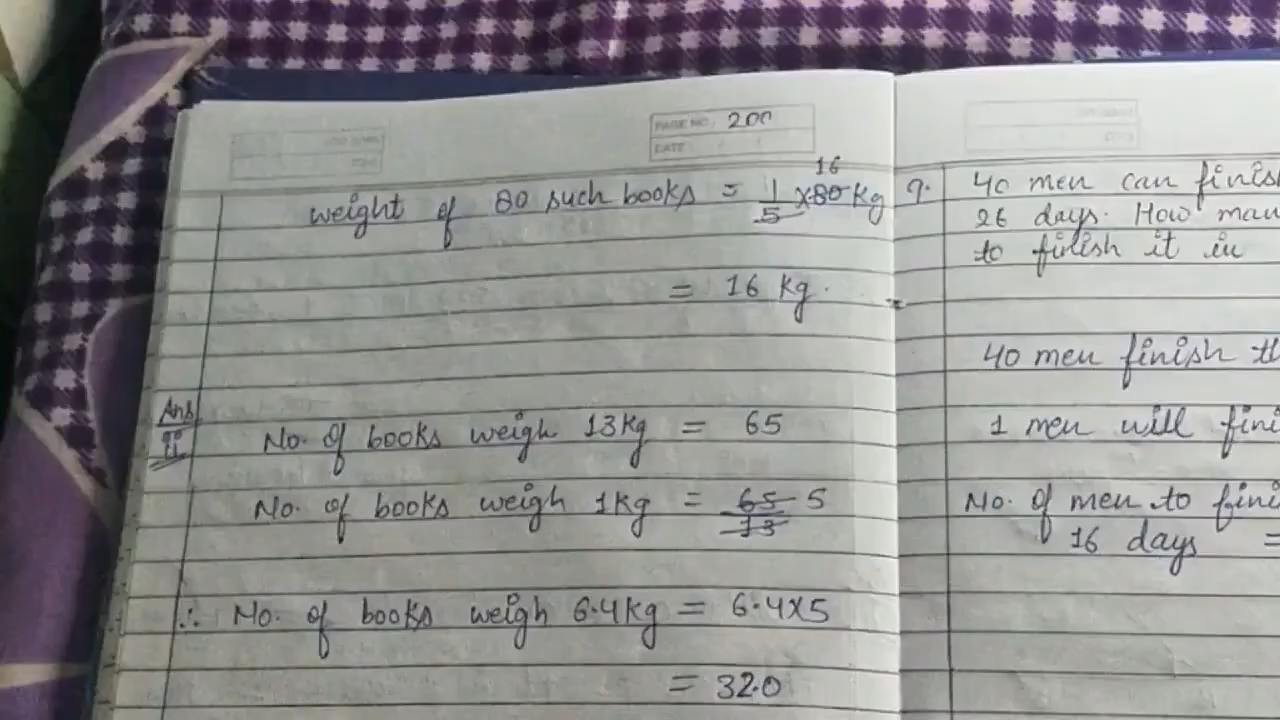 PAGE NO. 200
DATE
16
weight of 80 such books = 1/5 x 80 Kg
= 16 Kg.
Ans
ii
No. of books weigh 13Kg = 65
No. of books weigh 1Kg = 65/13 5
∴ No. of books weigh 6.4Kg = 6.4x5
= 32.0
9. 40 men can finish
26 days. How man
to finish it in
40 men finish th
1 men will fini
No. of men to fini
16 days =